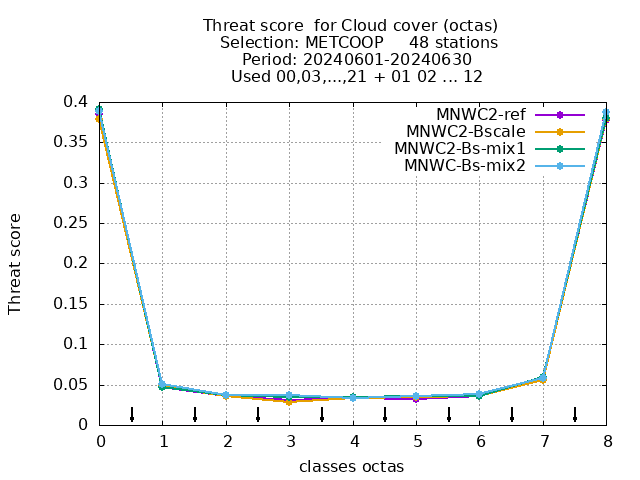 Threat score  for Cloud cover (octas)
Selection: METCOOP     48 stations
Period: 20240601-20240630
Used 00,03,...,21 + 01 02 ... 12
MNWC2-ref
MNWC2-Bscale
MNWC2-Bs-mix1
MNWC-Bs-mix2
0.4
0.35
0.3
0.25
0.2
0.15
0.1
0.05
0
Threat score
0 1 2 3 4 5 6 7 8
classes octas